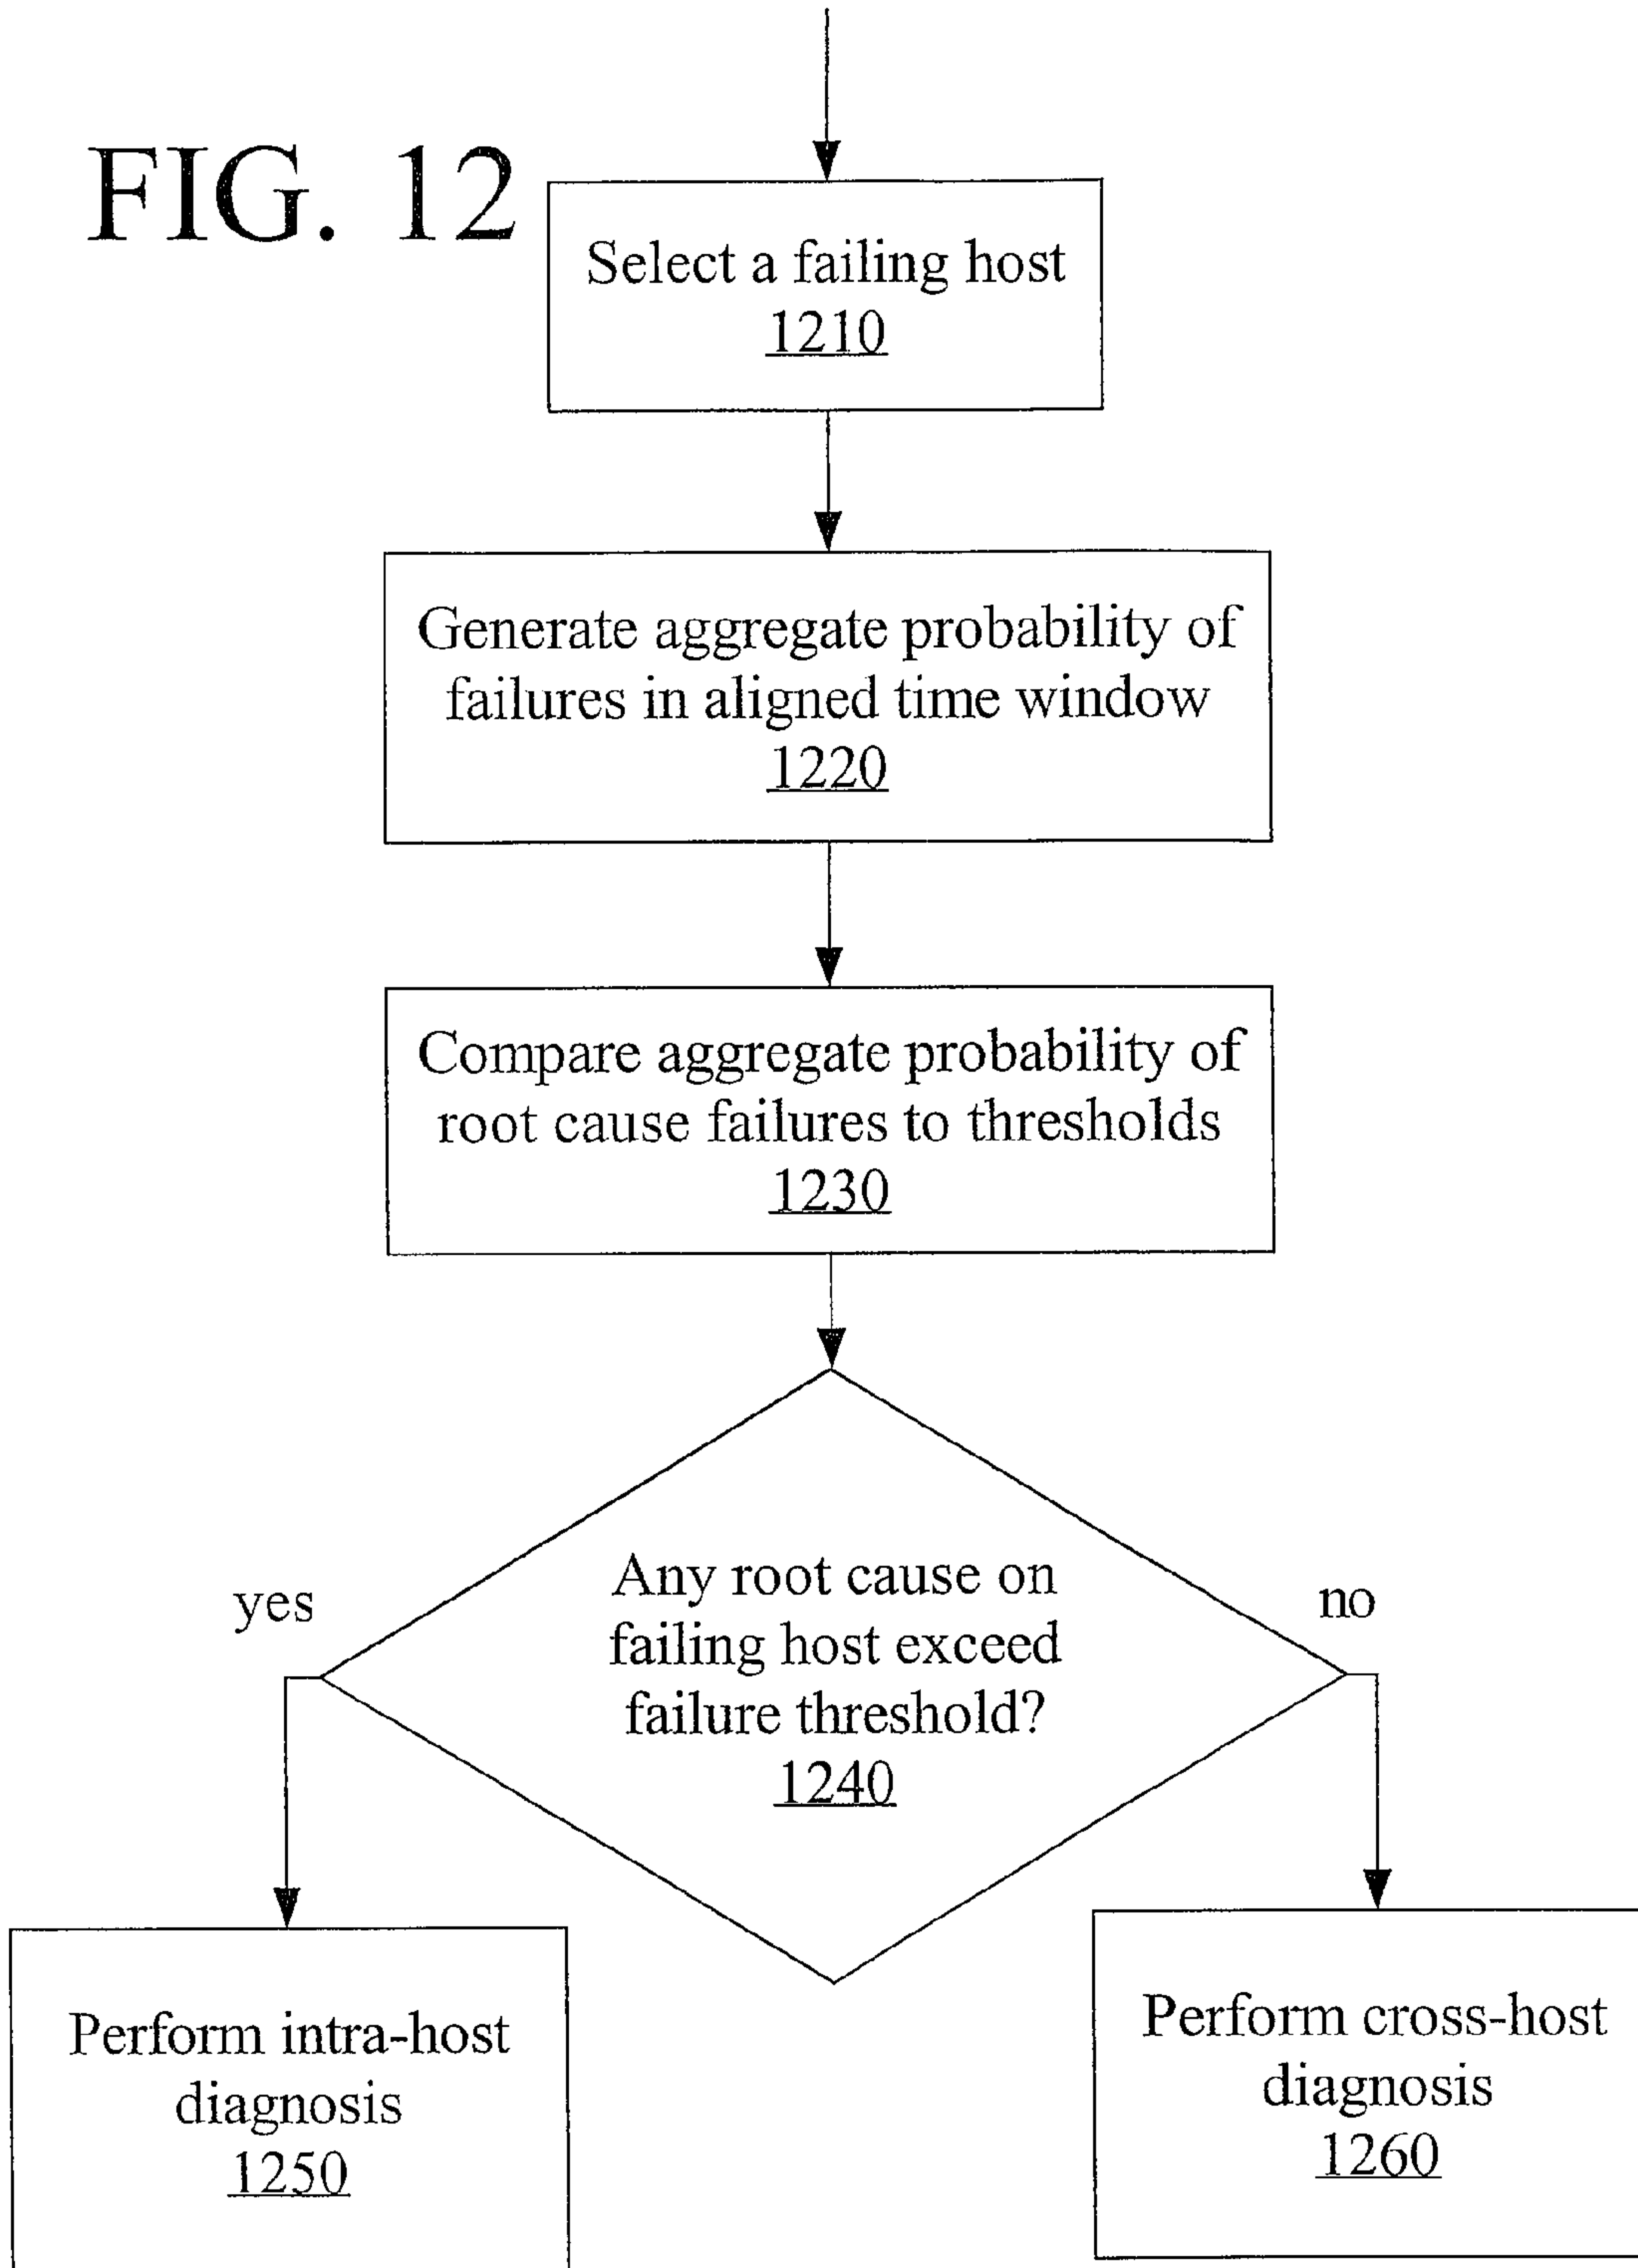 FIG. 12
Select a failing host
1210
Generate aggregate probability of
failures in aligned time window
1220
Compare aggregate probability of
root cause failures to thresholds
1230
Any root cause on
failing host exceed
failure threshold?
1240
yes
no
Perform intra-host
diagnosis
1250
Perform cross-host
diagnosis
1260